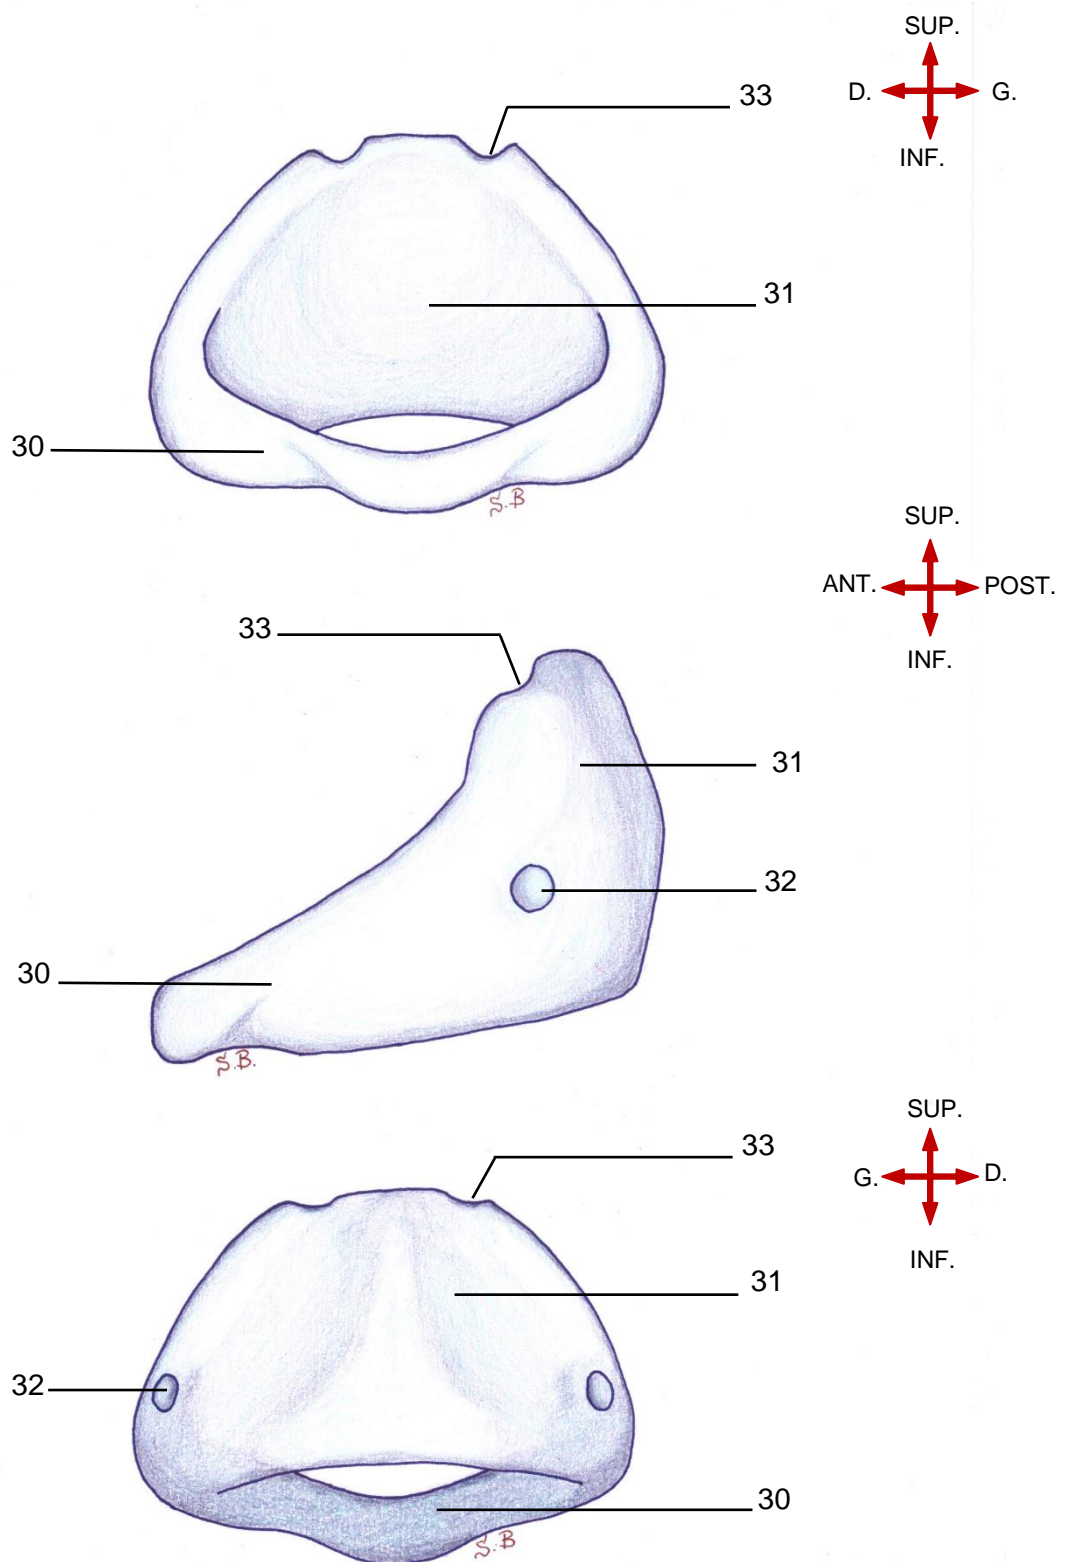 SUP.
33
D.
G.
INF.
31
30
S.B
SUP.
ANT.
POST.
33
INF.
31
32
30
S.B.
SUP.
33
G.
D.
INF.
31
32
30
S.B